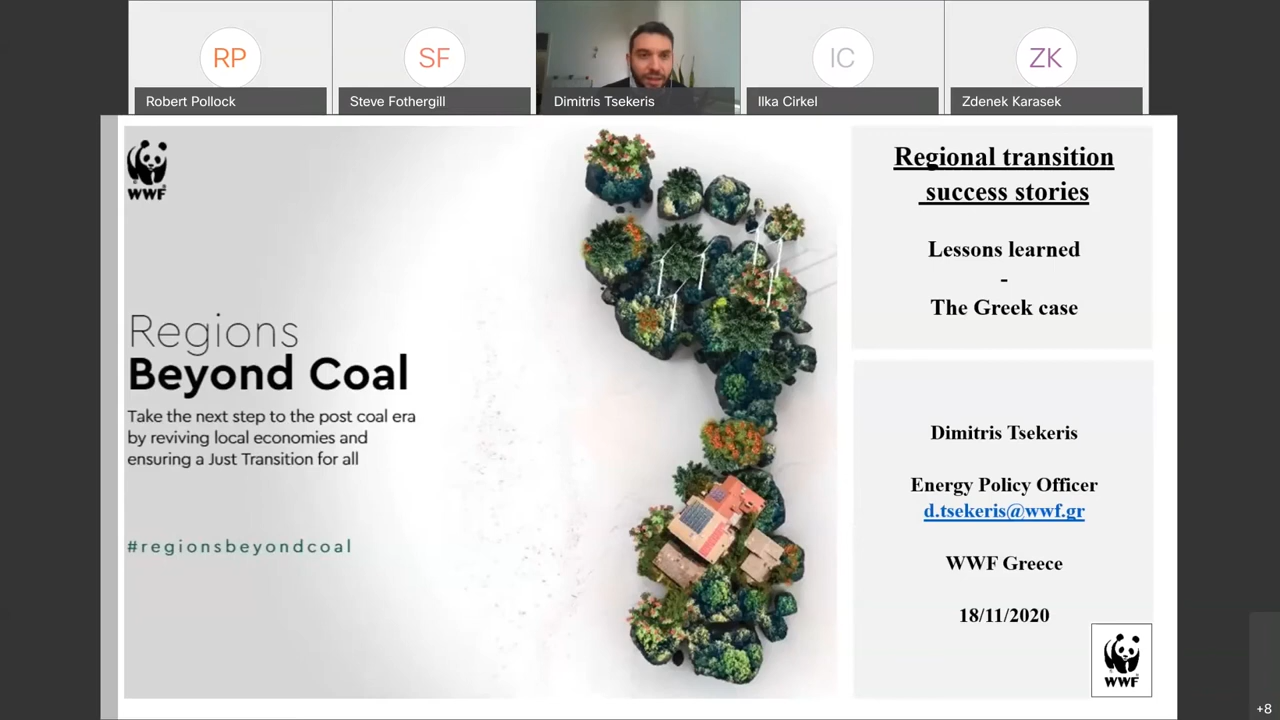 RP
SF
IC
ZK
Robert Pollock
Steve Fothergill
Dimitris Tsekeris
Ilka Cirkel
Zdenek Karasek
WWF
Regions
Beyond Coal
Take the next step to the post coal era
by reviving local economies and
ensuring a Just Transition for all
#regionsbeyondcoal
Regional transition
success stories
Lessons learned
-
The Greek case
Dimitris Tsekeris
Energy Policy Officer
d.tsekeris@wwf.gr
WWF Greece
18/11/2020
WWF
+8